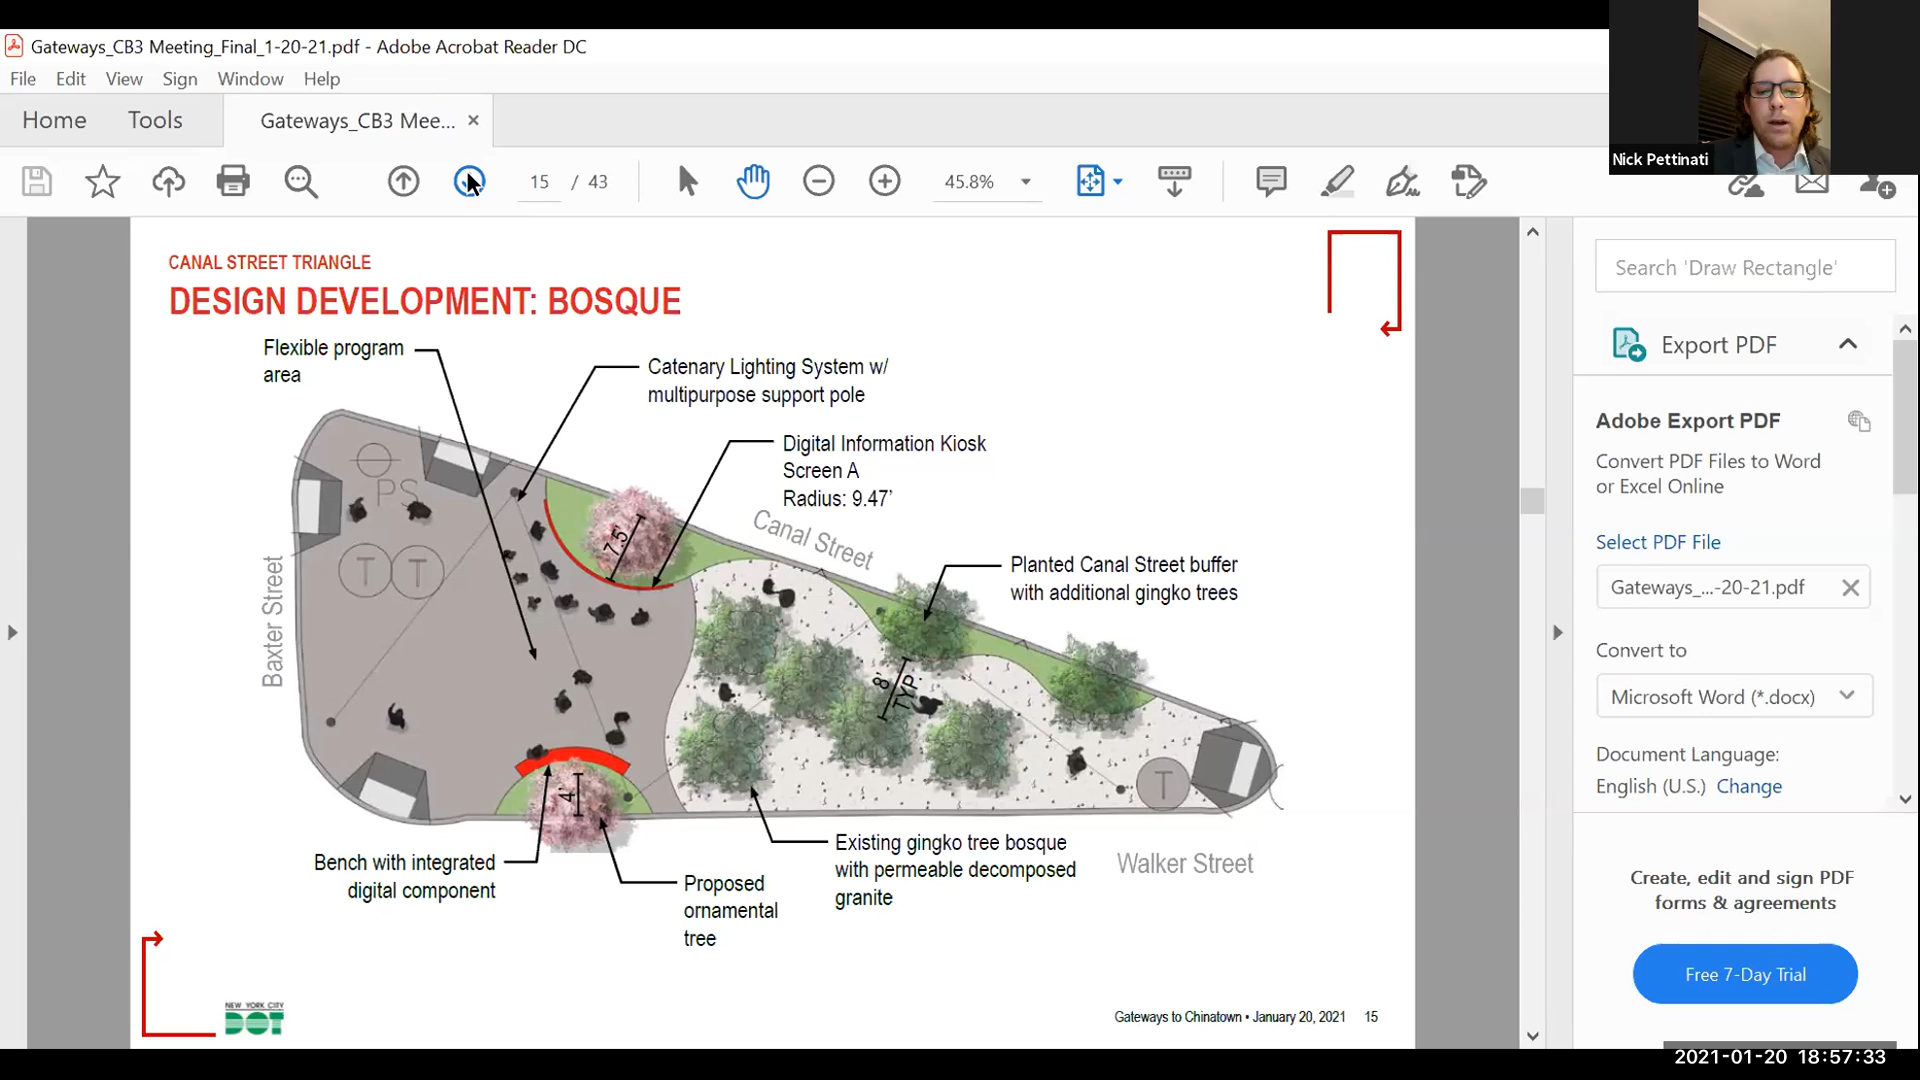 Gateways_CB3 Meeting_Final_1-20-21.pdf - Adobe Acrobat Reader DC
File Edit View Sign Window Help
Home Tools Gateways_CB3 Mee... ×
15 / 43 45.8%
Nick Pettinati
CANAL STREET TRIANGLE
DESIGN DEVELOPMENT: BOSQUE
Flexible program
area
Catenary Lighting System w/
multipurpose support pole
Digital Information Kiosk
Screen A
Radius: 9.47'
Canal Street
Planted Canal Street buffer
with additional gingko trees
Baxter Street
PS
T T
7.5'
8'
TYP.
4'
T
Bench with integrated
digital component
Proposed
ornamental
tree
Existing gingko tree bosque
with permeable decomposed
granite
Walker Street
NEW YORK CITY
DOT
Gateways to Chinatown • January 20, 2021 15
Search 'Draw Rectangle'
Export PDF
Adobe Export PDF
Convert PDF Files to Word
or Excel Online
Select PDF File
Gateways_...-20-21.pdf
Convert to
Microsoft Word (*.docx)
Document Language:
English (U.S.) Change
Create, edit and sign PDF
forms & agreements
Free 7-Day Trial
2021-01-20 18:57:33